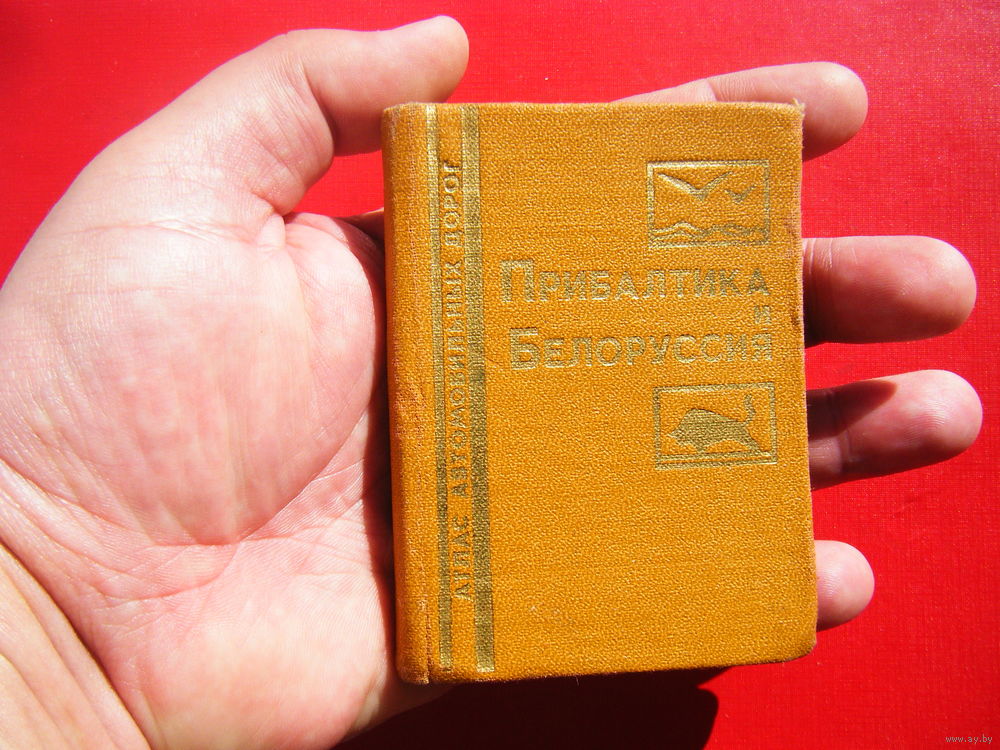 АТЛАС АВТОМОБИЛЬНЫХ ДОРОГ
ПРИБАЛТИКА
И
БЕЛОРУССИЯ
www.ay.by